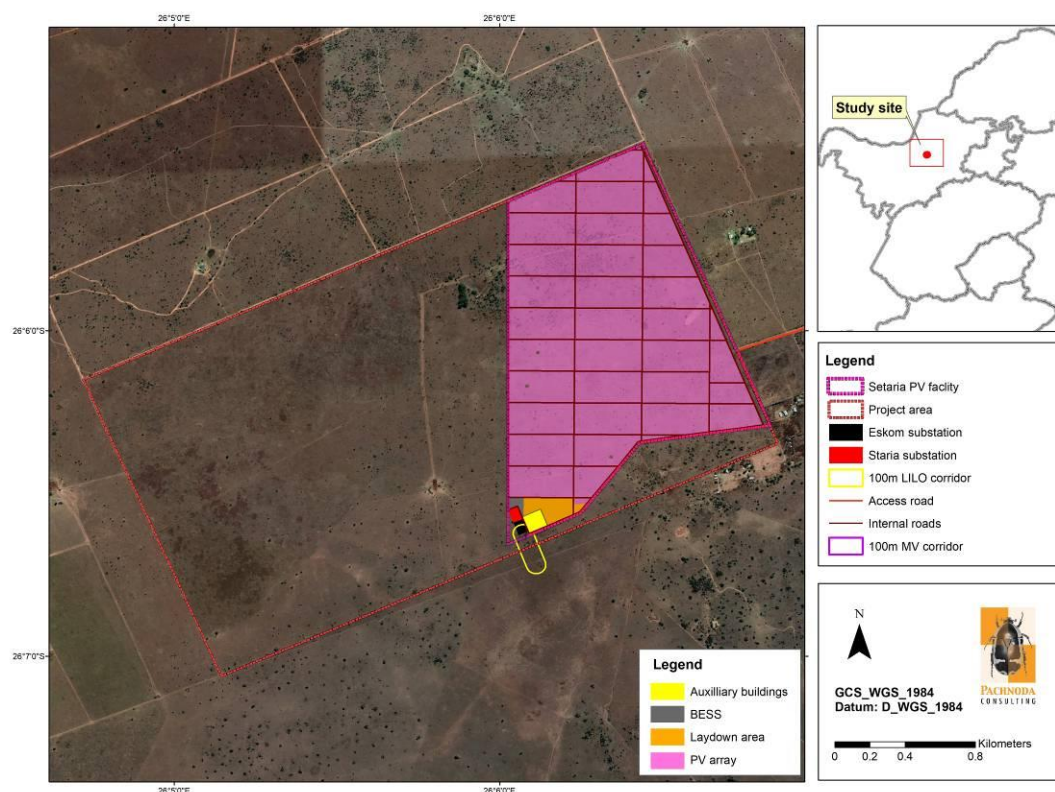 26°5'0"E
26°6'0"E
26°6'0"S
26°7'0"S
26°5'0"E
26°6'0"E
Legend
Auxilliary buildings
BESS
Laydown area
PV array
Study site
Legend
Setaria PV faclity
Project area
Eskom substation
Staria substation
100m LILO corridor
Access road
Internal roads
100m MV corridor
N
PACHNODA
CONSULTING
GCS_WGS_1984
Datum: D_WGS_1984
Kilometers
0 0.2 0.4 0.8